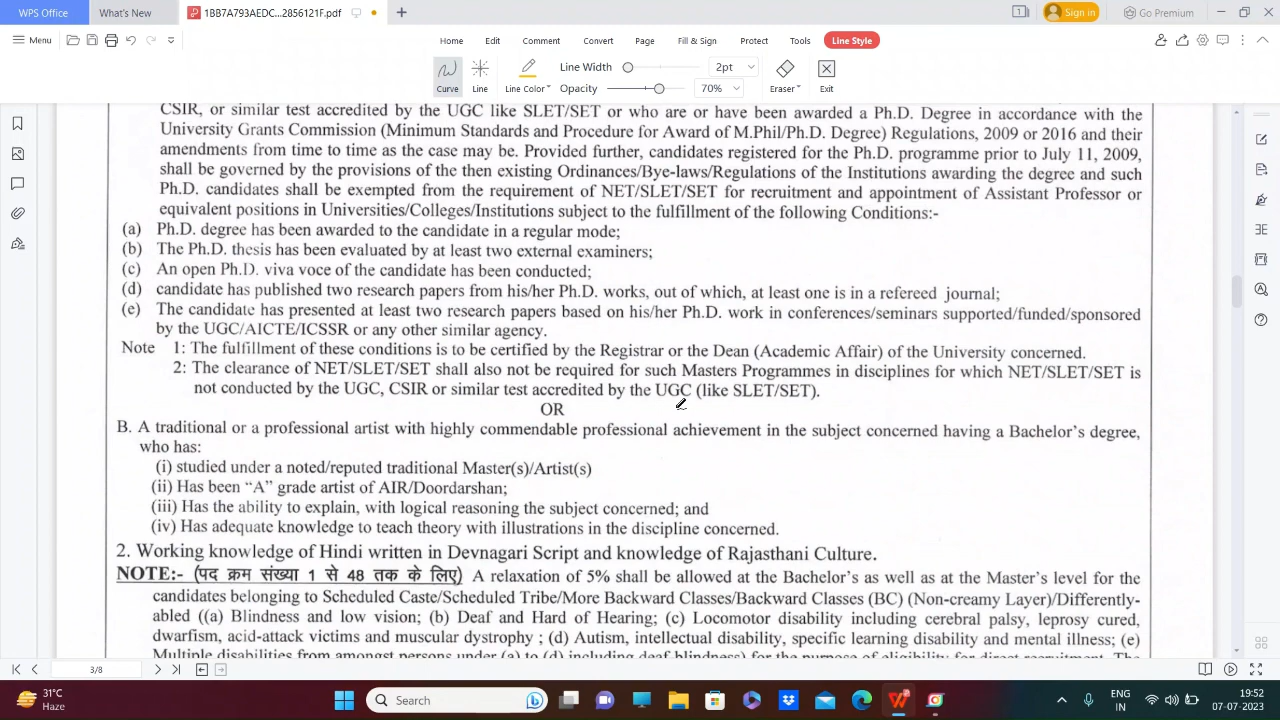 WPS Office
What's New
1BB7A793AEDC...2856121F.pdf
Sign in
Go Premium
Menu
Home
Edit
Comment
Convert
Page
Fill & Sign
Protect
Tools
Line Style
Curve
Line
Line Color
Line Width
2pt
Opacity
70%
Eraser
Exit
CSIR, or similar test accredited by the UGC like SLET/SET or who are or have been awarded a Ph.D. Degree in accordance with the
University Grants Commission (Minimum Standards and Procedure for Award of M.Phil/Ph.D. Degree) Regulations, 2009 or 2016 and their
amendments from time to time as the case may be. Provided further, candidates registered for the Ph.D. programme prior to July 11, 2009,
shall be governed by the provisions of the then existing Ordinances/Bye-laws/Regulations of the Institutions awarding the degree and such
Ph.D. candidates shall be exempted from the requirement of NET/SLET/SET for recruitment and appointment of Assistant Professor or
equivalent positions in Universities/Colleges/Institutions subject to the fulfillment of the following Conditions:-
(a) Ph.D. degree has been awarded to the candidate in a regular mode;
(b) The Ph.D. thesis has been evaluated by at least two external examiners;
(c) An open Ph.D. viva voce of the candidate has been conducted;
(d) candidate has published two research papers from his/her Ph.D. works, out of which, at least one is in a refereed journal;
(e) The candidate has presented at least two research papers based on his/her Ph.D. work in conferences/seminars supported/funded/sponsored
by the UGC/AICTE/ICSSR or any other similar agency.
Note 1: The fulfillment of these conditions is to be certified by the Registrar or the Dean (Academic Affair) of the University concerned.
2: The clearance of NET/SLET/SET shall also not be required for such Masters Programmes in disciplines for which NET/SLET/SET is
not conducted by the UGC, CSIR or similar test accredited by the UGC (like SLET/SET).
OR
B. A traditional or a professional artist with highly commendable professional achievement in the subject concerned having a Bachelor's degree,
who has:
(i) studied under a noted/reputed traditional Master(s)/Artist(s)
(ii) Has been “A” grade artist of AIR/Doordarshan;
(iii) Has the ability to explain, with logical reasoning the subject concerned; and
(iv) Has adequate knowledge to teach theory with illustrations in the discipline concerned.
2. Working knowledge of Hindi written in Devnagari Script and knowledge of Rajasthani Culture.
NOTE:- (पद क्रम संख्या 1 से 48 तक के लिए) A relaxation of 5% shall be allowed at the Bachelor's as well as at the Master's level for the
candidates belonging to Scheduled Caste/Scheduled Tribe/More Backward Classes/Backward Classes (BC) (Non-creamy Layer)/Differently-
abled ((a) Blindness and low vision; (b) Deaf and Hard of Hearing; (c) Locomotor disability including cerebral palsy, leprosy cured,
dwarfism, acid-attack victims and muscular dystrophy ; (d) Autism, intellectual disability, specific learning disability and mental illness; (e)
Multiple disabilities from amongst persons under (a) to (d) including deaf-blindness) for the purpose of eligibility for direct recruitment. The
3/8
31°C
Haze
Search
ENG
IN
19:52
07-07-2023